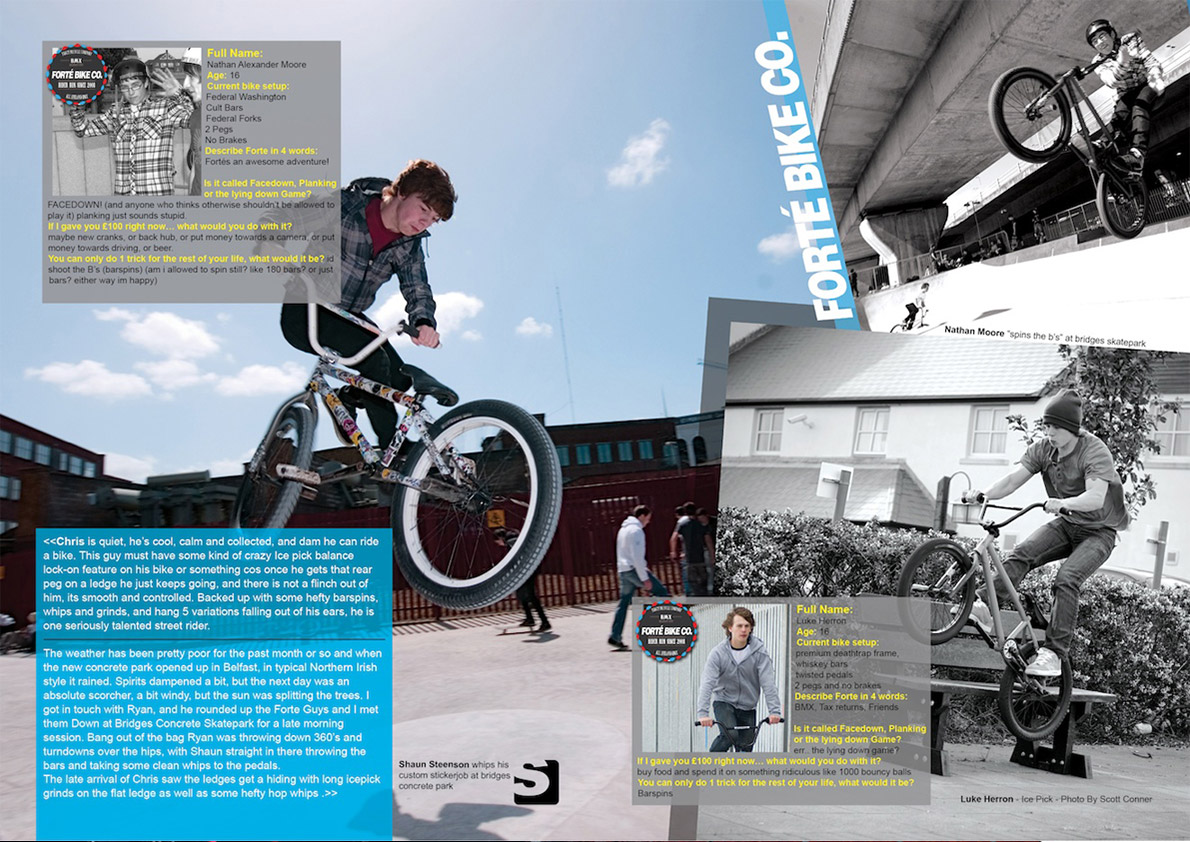 FORTÉ BIKE CO.
BMX
FORTÉ BIKE CO.
Full Name:
Nathan Alexander Moore
Age: 16
Current bike setup:
Federal Washington
Cult Bars
Federal Forks
2 Pegs
No Brakes
Describe Forte in 4 words:
Fortés an awesome adventure!
Is it called Facedown, Planking
or the lying down Game?
FACEDOWN! (and anyone who thinks otherwise shouldn't be allowed to
play it) planking just sounds stupid
If I gave you £100 right now… what would you do with it?
maybe new cranks, or back hub, or put money towards a camera, or put
money towards driving, or beer.
You can only do 1 trick for the rest of your life, what would it be? id
shoot the B's (barspins) (am i allowed to spin still? like 180 bars? or just
bars? either way im happy)
Nathan Moore "spins the b's" at bridges skatepark
<<Chris is quiet, he's cool, calm and collected, and dam he can ride
a bike. This guy must have some kind of crazy Ice pick balance
lock-on feature on his bike or something cos once he gets that rear
peg on a ledge he just keeps going, and there is not a flinch out of
him, its smooth and controlled. Backed up with some hefty barspins,
whips and grinds, and hang 5 variations falling out of his ears, he is
one seriously talented street rider.
The weather has been pretty poor for the past month or so and when
the new concrete park opened up in Belfast, in typical Northern Irish
style it rained. Spirits dampened a bit, but the next day was an
absolute scorcher, a bit windy, but the sun was splitting the trees. I
got in touch with Ryan, and he rounded up the Forte Guys and I met
them Down at Bridges Concrete Skatepark for a late morning
session. Bang out of the bag Ryan was throwing down 360's and
turndowns over the hips, with Shaun straight in there throwing the
bars and taking some clean whips to the pedals.
The late arrival of Chris saw the ledges get a hiding with long icepick
grinds on the flat ledge as well as some hefty hop whips .>>
Shaun Steenson whips his
custom stickerjob at bridges
concrete park
S
BMX
FORTÉ BIKE CO.
Full Name:
Luke Herron
Age: 16
Current bike setup:
premium deathtrap frame,
whiskey bars
twisted pedals
2 pegs and no brakes
Describe Forte in 4 words:
BMX, Tax returns, Friends
Is it called Facedown, Planking
or the lying down Game?
err.. the lying down game?
If I gave you £100 right now… what would you do with it?
buy food and spend it on something ridiculous like 1000 bouncy balls
You can only do 1 trick for the rest of your life, what would it be?
Barspins
Luke Herron - Ice Pick - Photo By Scott Conner